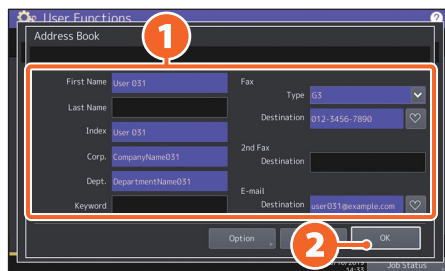 User Functions
Address Book
1
First Name User 031
Last Name
Index User 031
Corp. CompanyName031
Dept. DepartmentName031
Keyword
Fax
Type G3
Destination 012-3456-7890
2nd Fax
Destination
E-mail
Destination user031@example.com
Option
2
OK
14:33
Job Status